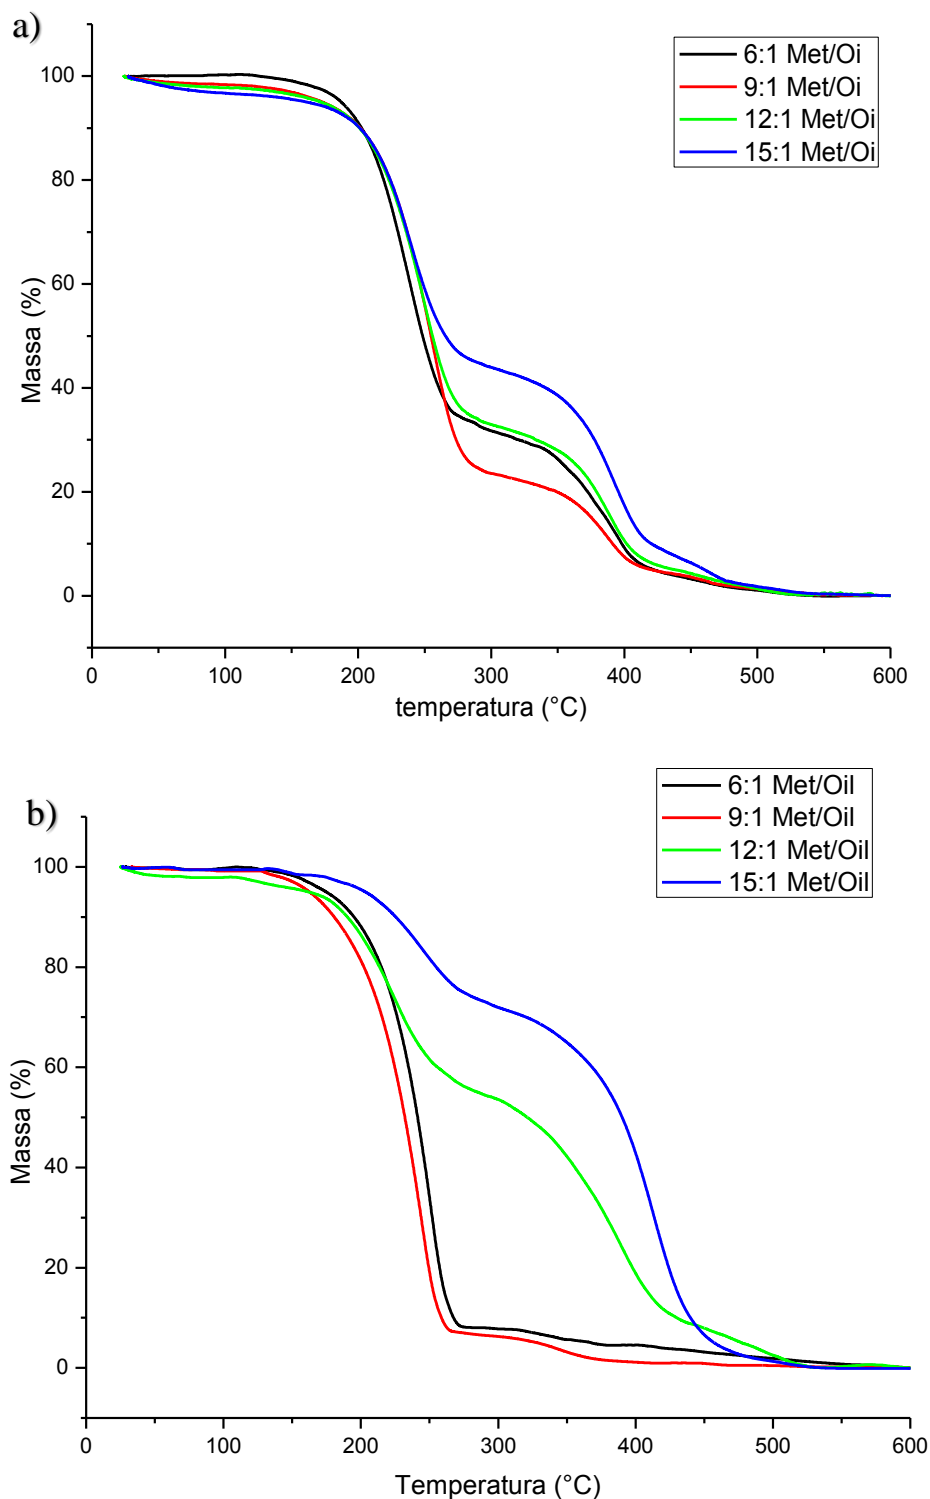 a)
6:1 Met/Oi
9:1 Met/Oi
12:1 Met/Oi
15:1 Met/Oi
100
80
60
40
20
0
Massa (%)
0 100 200 300 400 500 600
temperatura (°C)
b)
6:1 Met/Oil
9:1 Met/Oil
12:1 Met/Oil
15:1 Met/Oil
100
80
60
40
20
0
Massa (%)
0 100 200 300 400 500 600
Temperatura (°C)